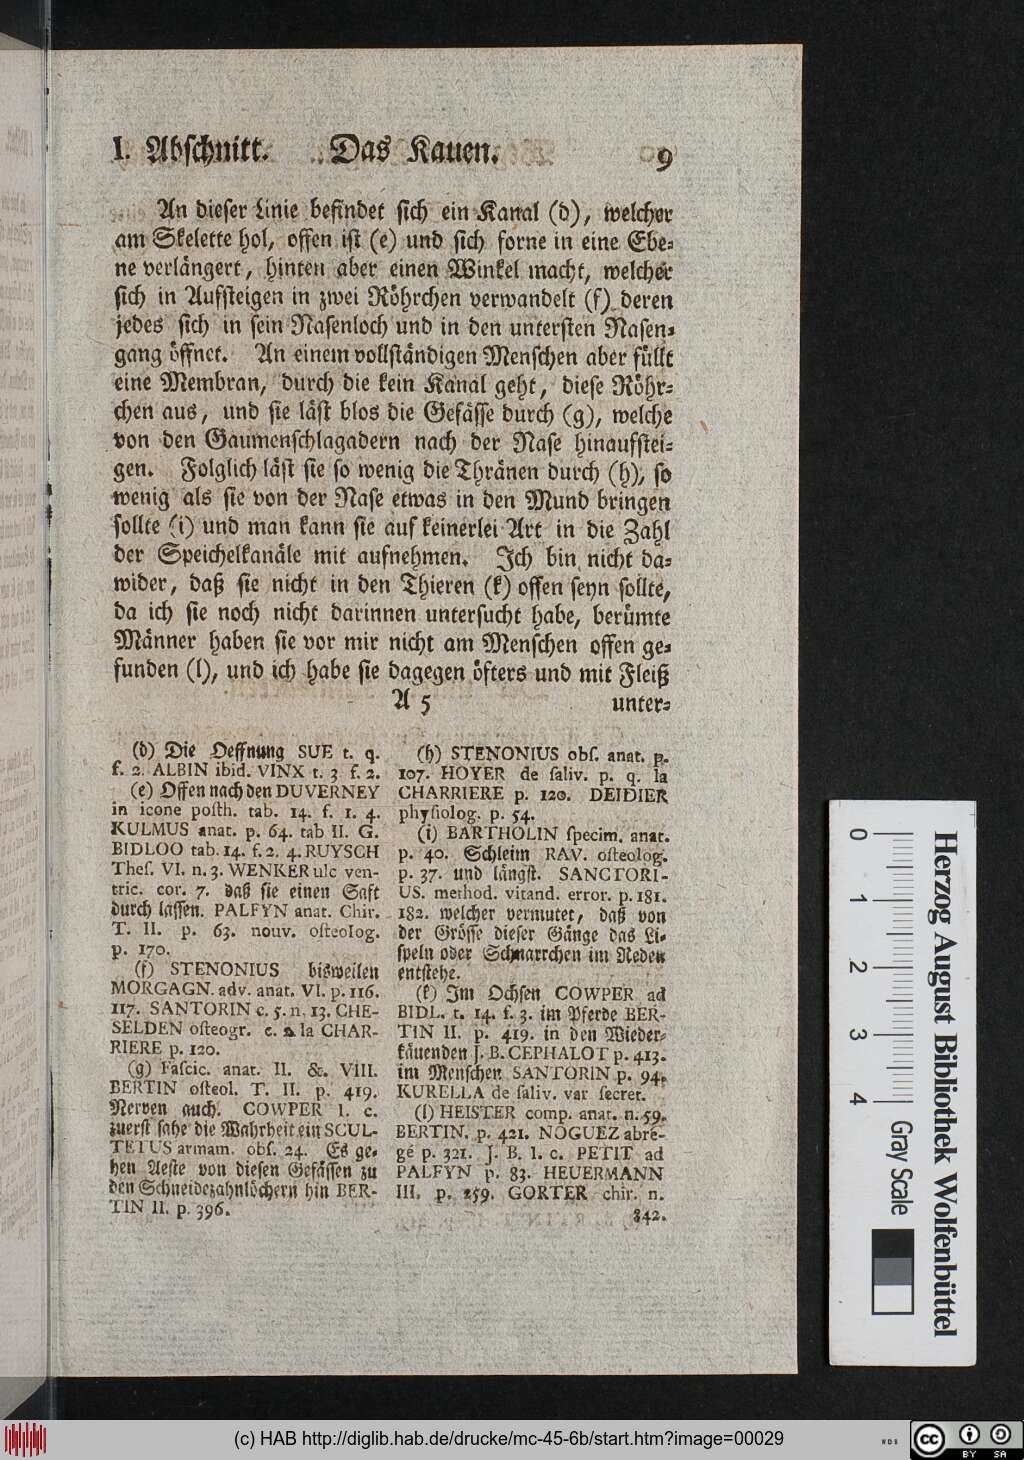 I. Abschnitt. Das Kauen. 9
An dieser Linie befindet sich ein Kanal (d), welcher
am Skelette hol, offen ist (e) und sich forne in eine Ebe-
ne verlängert, hinten aber einen Winkel macht, welcher
sich in Aufsteigen in zwei Röhrchen verwandelt (f) deren
jedes sich in sein Nasenloch und in den untersten Nasen-
gang öffnet. An einem vollständigen Menschen aber füllt
eine Membran, durch die kein Kanal geht, diese Röhr-
chen aus, und sie läst blos die Gefässe durch (g), welche
von den Gaumenschlagadern nach der Nase hinaufstei-
gen. Folglich läst sie so wenig die Thränen durch (h), so
wenig als sie von der Nase etwas in den Mund bringen
sollte (i) und man kann sie auf keinerlei Art in die Zahl
der Speichelkanäle mit aufnehmen. Ich bin nicht da-
wider, daß sie nicht in den Thieren (k) offen seyn sollte,
da ich sie noch nicht darinnen untersucht habe, berümte
Männer haben sie vor mir nicht am Menschen offen ge-
funden (l), und ich habe sie dagegen öfters und mit Fleiß
A 5 unter-
(d) Die Oeffnung SUE t. q.
f. 2. ALBIN ibid. VINX t. 3 f. 2.
(e) Offen nach den DUVERNEY
in icone posth. tab. 14. f. 1. 4.
KULMUS anat. p. 64. tab II. G.
BIDLOO tab. 14. f. 2. 4. RUYSCH
Thes. VI. n. 3. WENKER ulc ven-
tric. cor. 7. daß sie einen Saft
durch lassen. PALFYN anat. Chir.
T. II. p. 63. nouv. osteolog.
p. 170.
(f) STENONIUS bisweilen
MORGAGN. adv. anat. VI. p. 116.
117. SANTORIN c. 5. n. 13. CHE-
SELDEN osteogr. c. 2 la CHAR-
RIERE p. 120.
(g) Fascic. anat. II. &. VIII.
BERTIN osteol. T. II. p. 419.
Nerven auch. COWPER l. c.
zuerst sahe die Wahrheit ein SCUL-
TETUS armam. obs. 24. Es ge-
hen Aeste von diesen Gefässen zu
den Schneidezahnlöchern hin BER-
TIN II. p. 396.
(h) STENONIUS obs. anat. p.
107. HOYER de saliv. p. q. la
CHARRIERE p. 120. DEIDIER
physiolog. p. 54.
(i) BARTHOLIN specim. anat.
p. 40. Schleim RAV. osteolog.
p. 37. und längst. SANCTORI-
US. method. vitand. error. p. 181.
182. welcher vermutet, daß von
der Grösse dieser Gänge das Li-
speln oder Schnarrchen im Reden
entstehe.
(k) Im Ochsen COWPER ad
BIDL. t. 14. f. 3. im Pferde BER-
TIN II. p. 419. in den Wieder-
käuenden J. B. CEPHALOT p. 413.
im Menschen SANTORIN p. 94.
KURELLA de saliv. var secret.
(l) HEISTER comp. anat. n. 59.
BERTIN. p. 421. NOGUEZ abre-
gé p. 321. J. B. l. c. PETIT ad
PALFYN p. 83. HEUERMANN
III. p. 259. GORTER chir. n.
842.
0 1 2 3 4 Gray Scale
Herzog August Bibliothek Wolfenbüttel
(c) HAB http://diglib.hab.de/drucke/mc-45-6b/start.htm?image=00029
cc BY SA